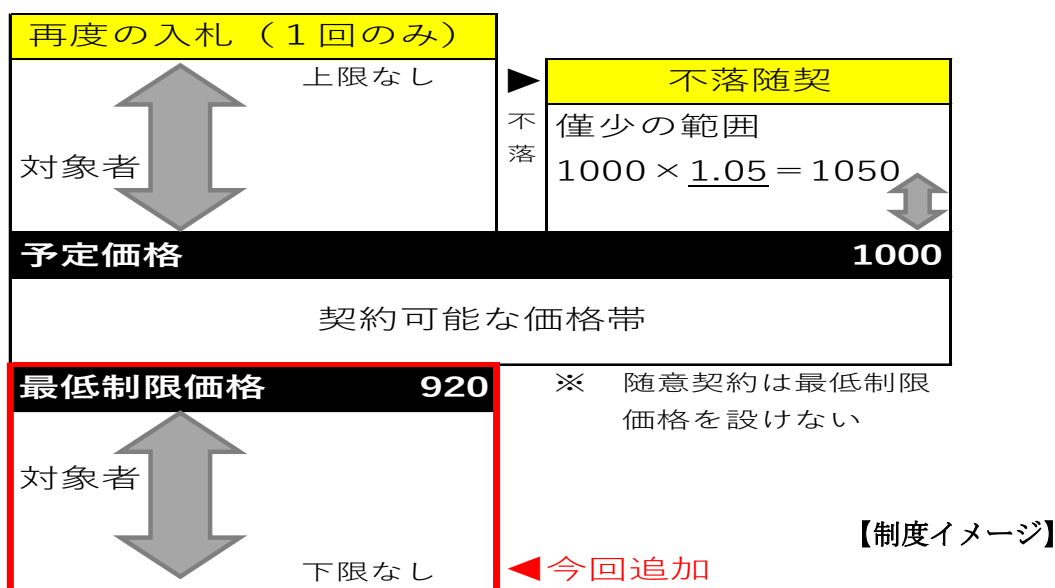 再度の入札（１回のみ）
上限なし
対象者
▶
不落
不落随契
僅少の範囲
1000×1.05＝1050
予定価格 1000
契約可能な価格帯
最低制限価格 920
対象者
下限なし
※ 随意契約は最低制限
価格を設けない
【制度イメージ】
◀今回追加